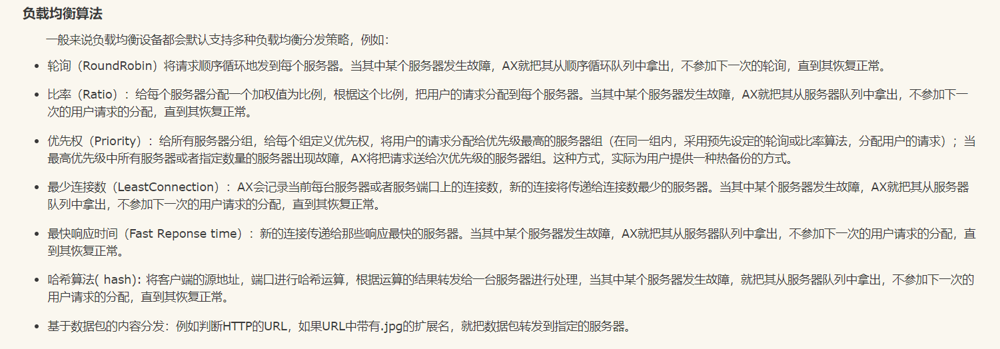 负载均衡算法
一般来说负载均衡设备都会默认支持多种负载均衡分发策略，例如：
• 轮询（RoundRobin）将请求顺序循环地发到每个服务器。当其中某个服务器发生故障，AX就把其从顺序循环队列中拿出，不参加下一次的轮询，直到其恢复正常。
• 比率（Ratio）：给每个服务器分配一个加权值为比例，根椐这个比例，把用户的请求分配到每个服务器。当其中某个服务器发生故障，AX就把其从服务器队列中拿出，不参加下一
次的用户请求的分配，直到其恢复正常。
• 优先权（Priority）：给所有服务器分组，给每个组定义优先权，将用户的请求分配给优先级最高的服务器组（在同一组内，采用预先设定的轮询或比率算法，分配用户的请求）；当
最高优先级中所有服务器或者指定数量的服务器出现故障，AX将把请求送给次优先级的服务器组。这种方式，实际为用户提供一种热备份的方式。
• 最少连接数（LeastConnection）：AX会记录当前每台服务器或者服务端口上的连接数，新的连接将传递给连接数最少的服务器。当其中某个服务器发生故障，AX就把其从服务器
队列中拿出，不参加下一次的用户请求的分配，直到其恢复正常。
• 最快响应时间（Fast Reponse time）：新的连接传递给那些响应最快的服务器。当其中某个服务器发生故障，AX就把其从服务器队列中拿出，不参加下一次的用户请求的分配，直
到其恢复正常。
• 哈希算法( hash): 将客户端的源地址，端口进行哈希运算，根据运算的结果转发给一台服务器进行处理，当其中某个服务器发生故障，就把其从服务器队列中拿出，不参加下一次的
用户请求的分配，直到其恢复正常。
• 基于数据包的内容分发：例如判断HTTP的URL，如果URL中带有.jpg的扩展名，就把数据包转发到指定的服务器。